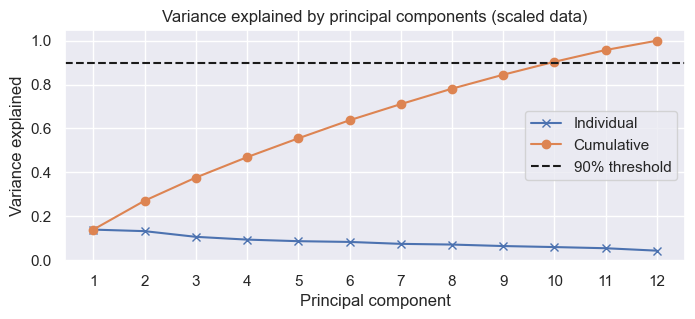 Variance explained by principal components (scaled data)
Variance explained
1.0
0.8
0.6
0.4
0.2
0.0
Individual
Cumulative
90% threshold
1 2 3 4 5 6 7 8 9 10 11 12
Principal component